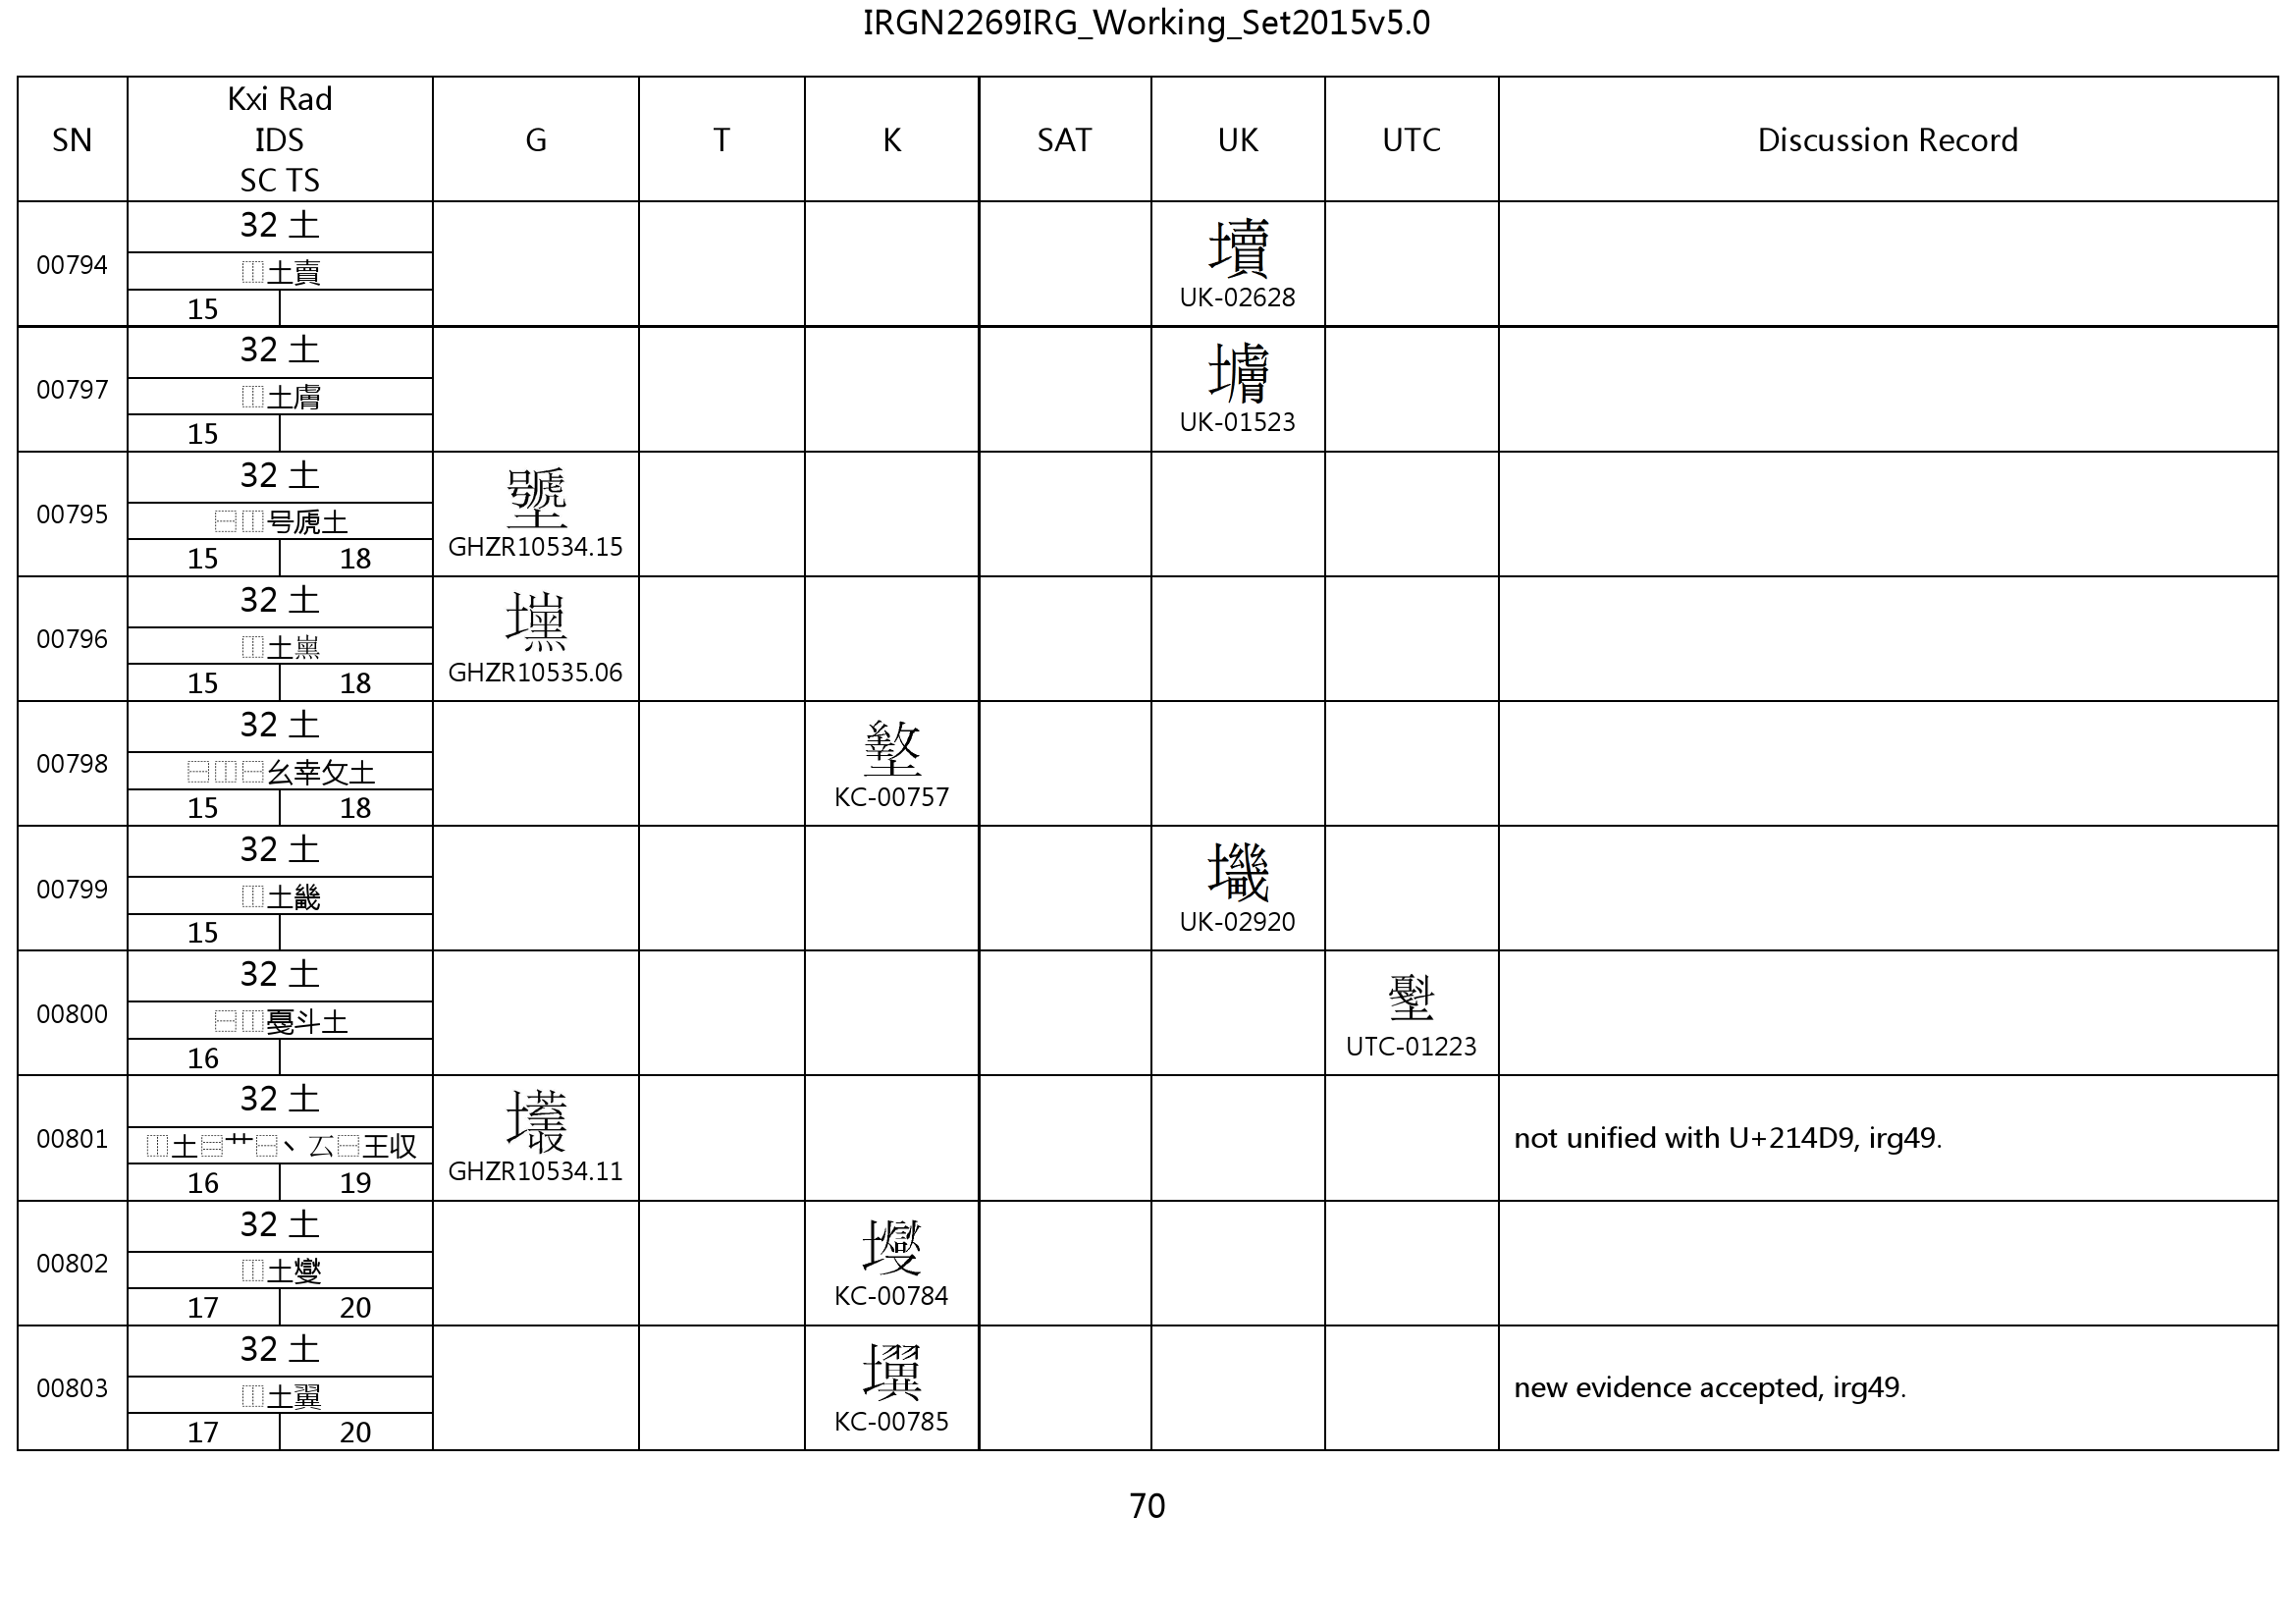 IRGN2269IRG_Working_Set2015v5.0
SN Kxi Rad IDS SC TS G T K SAT UK UTC Discussion Record
00794 32 土
⿰土賣
15
UK-02628
00797 32 土
⿰土膚
15
UK-01523
00795 32 土
⿱⿰号虒土
15 18
GHZR10534.15
00796 32 土
⿰土黨
15 18
GHZR10535.06
00798 32 土
⿱⿰⿱幺幸攵土
15 18
KC-00757
00799 32 土
⿰土畿
15
UK-02920
00800 32 土
⿱⿰戞斗土
16
UTC-01223
00801 32 土
⿰土⿳艹⿱丶云⿱王収
16 19
GHZR10534.11
not unified with U+214D9, irg49.
00802 32 土
⿰土燮
17 20
KC-00784
00803 32 土
⿰土翼
17 20
KC-00785
new evidence accepted, irg49.
70